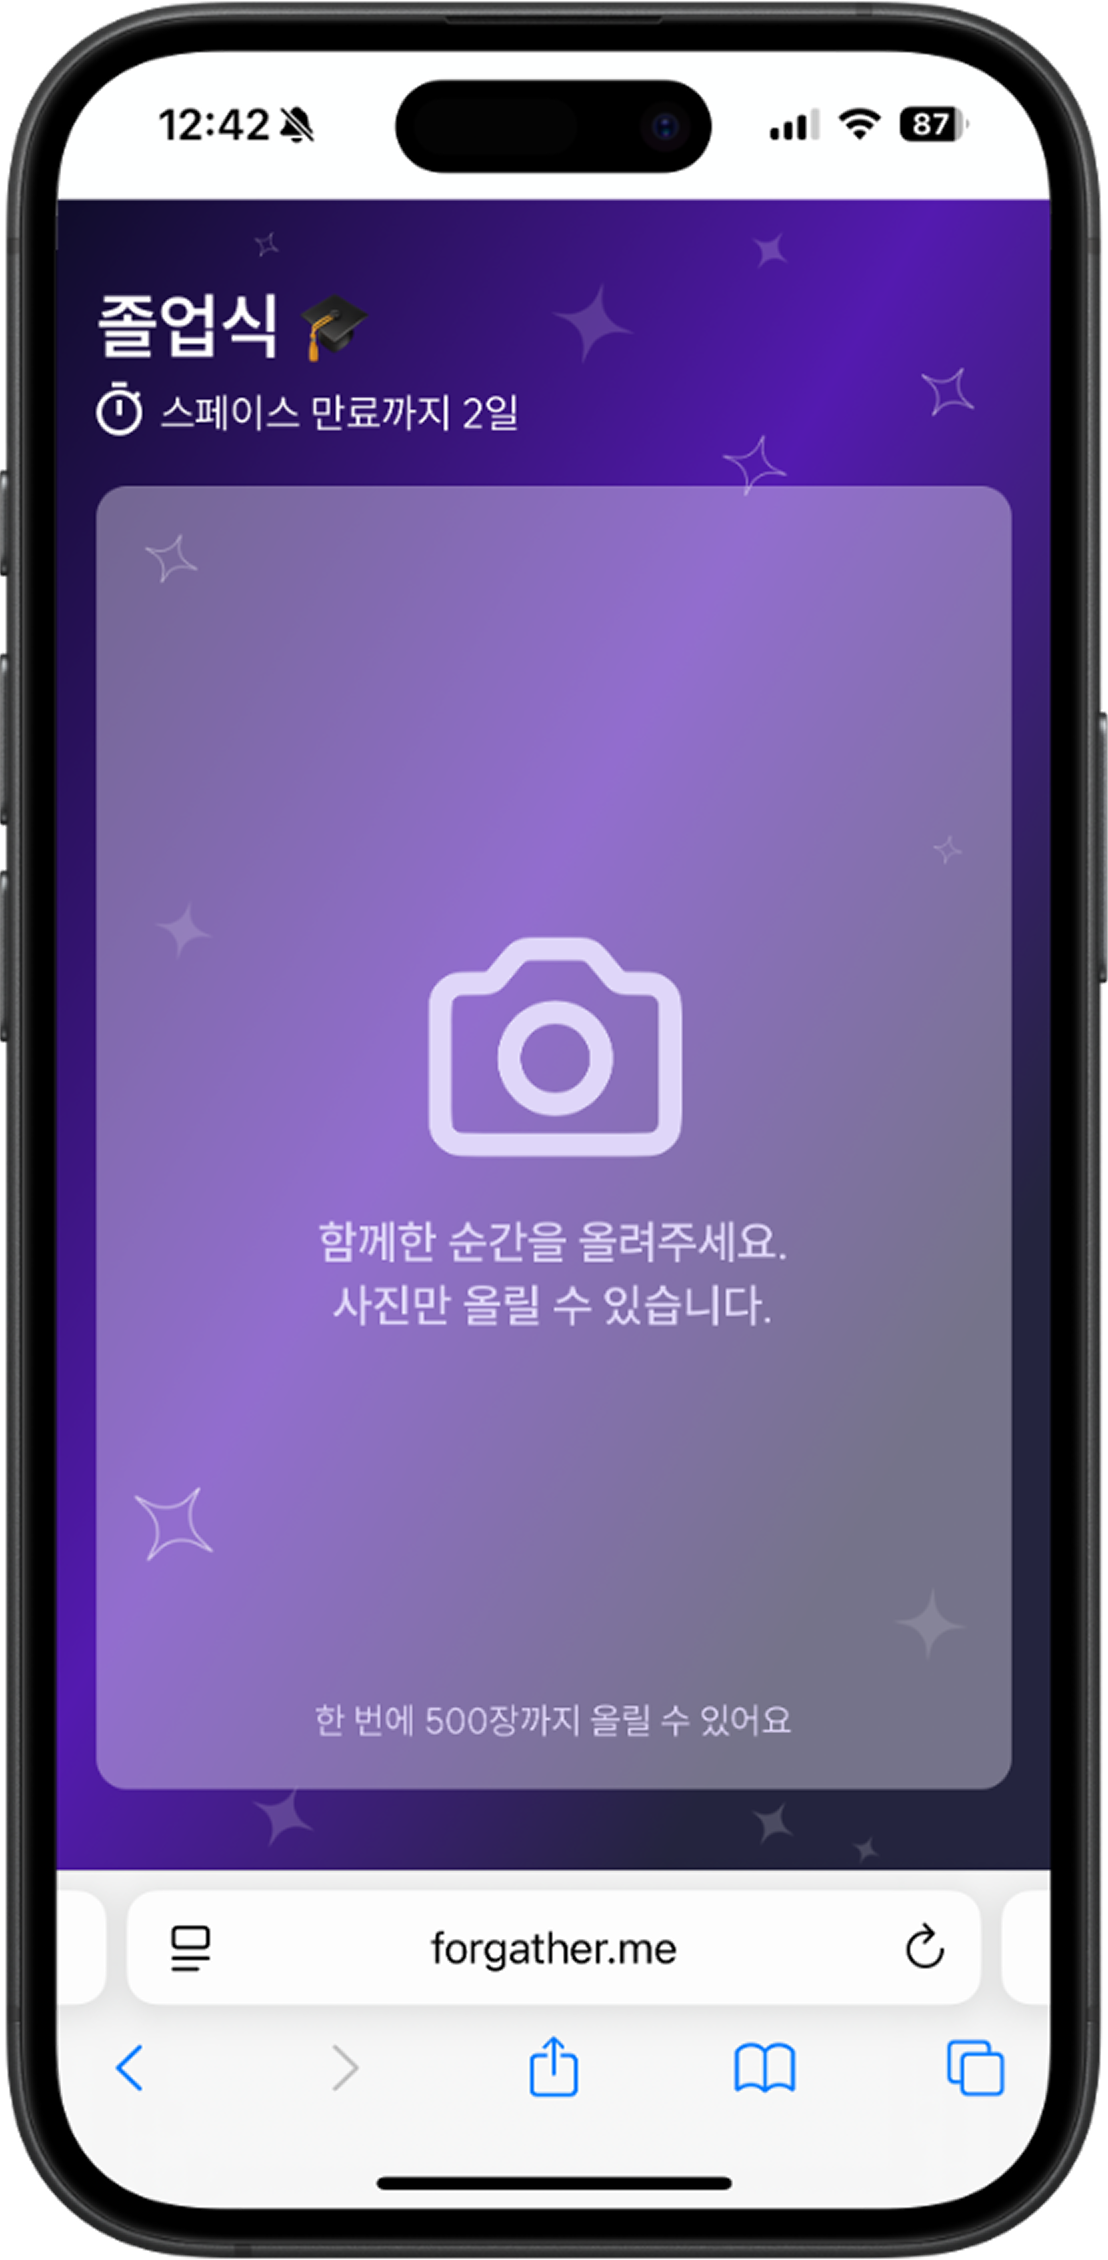 12:42
87
졸업식 🎓
스페이스 만료까지 2일
함께한 순간을 올려주세요.
사진만 올릴 수 있습니다.
한 번에 500장까지 올릴 수 있어요
forgather.me